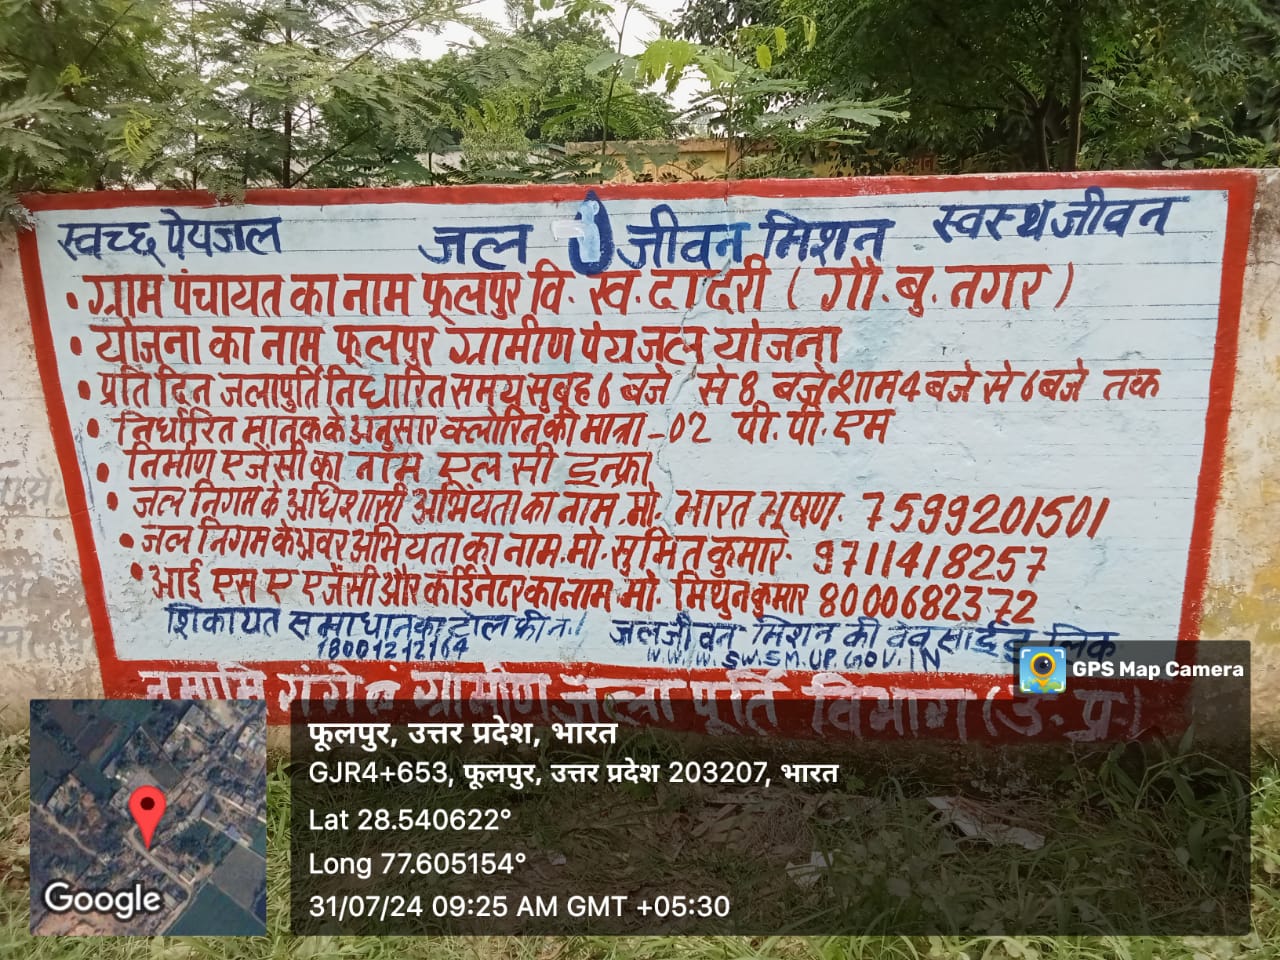 स्वच्छ पेयजल जल जीवन मिशन स्वस्थ जीवन
• ग्राम पंचायत का नाम फूलपुर वि. ख. दादरी ( गौ. बु. नगर )
• योजना का नाम फूलपुर ग्रामीण पेयजल योजना
• प्रति दिन जलापुर्ति निर्धारित समय सुबह 6 बजे से 8 बजे शाम 4 बजे से 6 बजे तक
• निर्धारित मानक के अनुसार क्लोरिन की मात्रा - 02 पी. पी. एम
• निर्माण एजेंसी का नाम एल सी इन्फ्रा
• जल निगम के अधिशासी अभियंता का नाम. मो. भारत भूषण. 7599201501
• जल निगम के अवर अभियंता का नाम. मो. सुमित कुमार. 9711418257
• आई एस ए एजेंसी और कर्डिनेटर का नाम. मो. मिथुन कुमार 8000682372
शिकायत समाधान का टोल फ्री न. जल जीवन मिशन की वेव साईड लिंक
18001212164 W.W.W. SWSM.UP.GOV.IN
नमामि गंगे एवं ग्रामीण जला पूर्ति विभाग (उ. प्र.)
GPS Map Camera
फूलपुर, उत्तर प्रदेश, भारत
GJR4+653, फूलपुर, उत्तर प्रदेश 203207, भारत
Lat 28.540622°
Long 77.605154°
31/07/24 09:25 AM GMT +05:30
Google